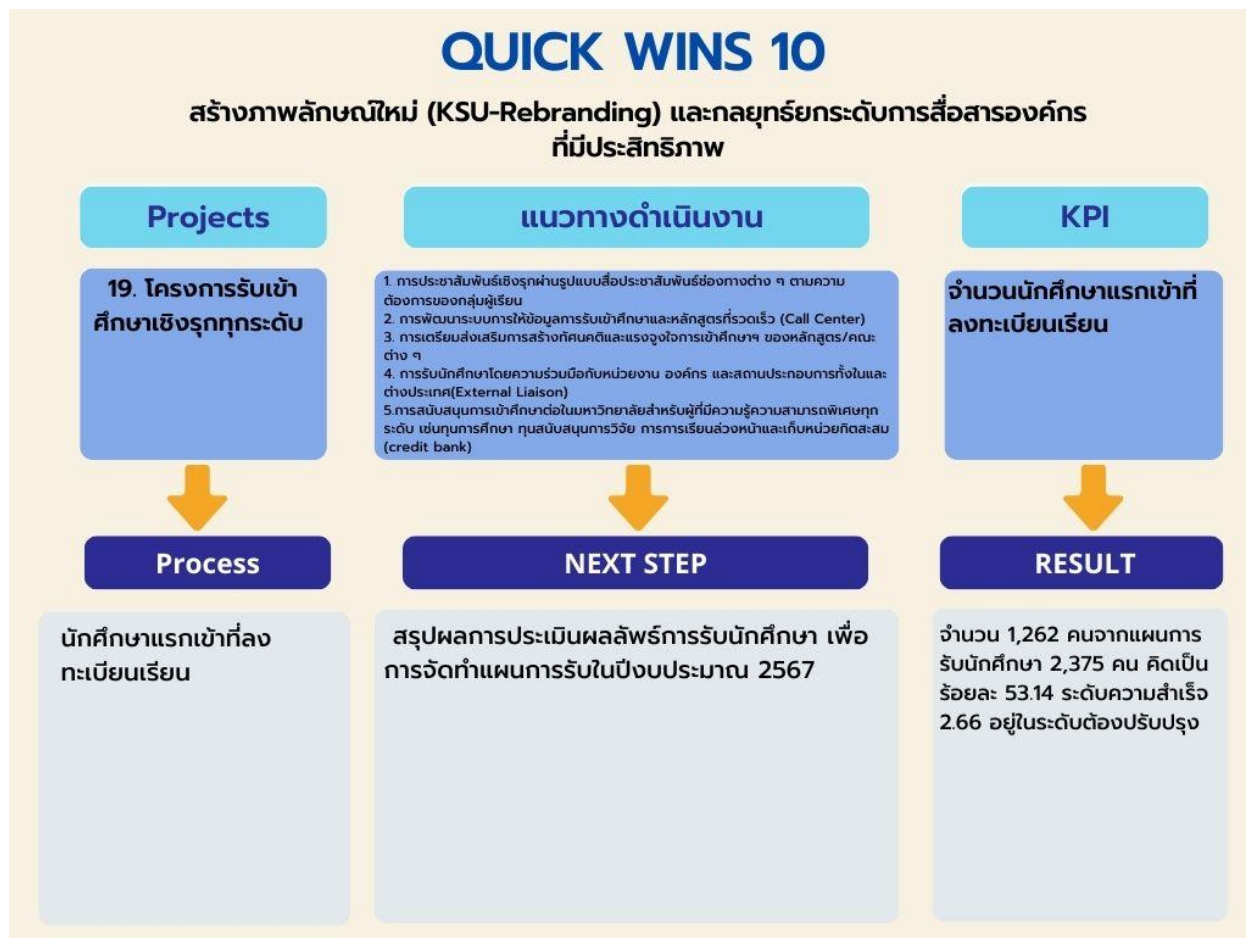 QUICK WINS 10
สร้างภาพลักษณ์ใหม่ (KSU-Rebranding) และกลยุทธ์ยกระดับการสื่อสารองค์กร
ที่มีประสิทธิภาพ
Projects
19. โครงการรับเข้า
ศึกษาเชิงรุกทุกระดับ
แนวทางดำเนินงาน
1. การประชาสัมพันธ์เชิงรุกผ่านรูปแบบสื่อประชาสัมพันธ์ช่องทางต่าง ๆ ตามความ
ต้องการของกลุ่มผู้เรียน
2. การพัฒนาระบบการให้ข้อมูลการรับเข้าศึกษาและหลักสูตรที่รวดเร็ว (Call Center)
3. การเตรียมส่งเสริมการสร้างทัศนคติและแรงจูงใจการเข้าศึกษาฯ ของหลักสูตร/คณะ
ต่าง ๆ
4. การรับนักศึกษาโดยความร่วมมือกับหน่วยงาน องค์กร และสถานประกอบการทั้งในและ
ต่างประเทศ(External Liaison)
5.การสนับสนุนการเข้าศึกษาต่อในมหาวิทยาลัยสำหรับผู้ที่มีความรู้ความสามารถพิเศษทุก
ระดับ เช่นทุนการศึกษา ทุนสนับสนุนการวิจัย การการเรียนล่วงหน้าและเก็บหน่วยกิตสะสม
(credit bank)
KPI
จำนวนนักศึกษาแรกเข้าที่
ลงทะเบียนเรียน
Process
นักศึกษาแรกเข้าที่ลง
ทะเบียนเรียน
NEXT STEP
สรุปผลการประเมินผลลัพธ์การรับนักศึกษา เพื่อ
การจัดทำแผนการรับในปีงบประมาณ 2567
RESULT
จำนวน 1,262 คนจากแผนการ
รับนักศึกษา 2,375 คน คิดเป็น
ร้อยละ 53.14 ระดับความสำเร็จ
2.66 อยู่ในระดับต้องปรับปรุง